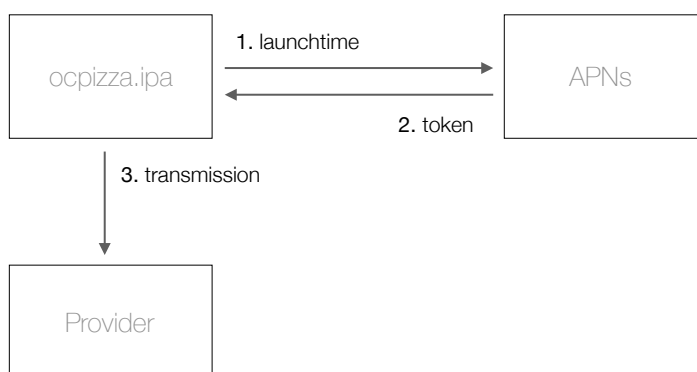 1. launchtime
ocpizza.ipa
APNs
2. token
3. transmission
Provider